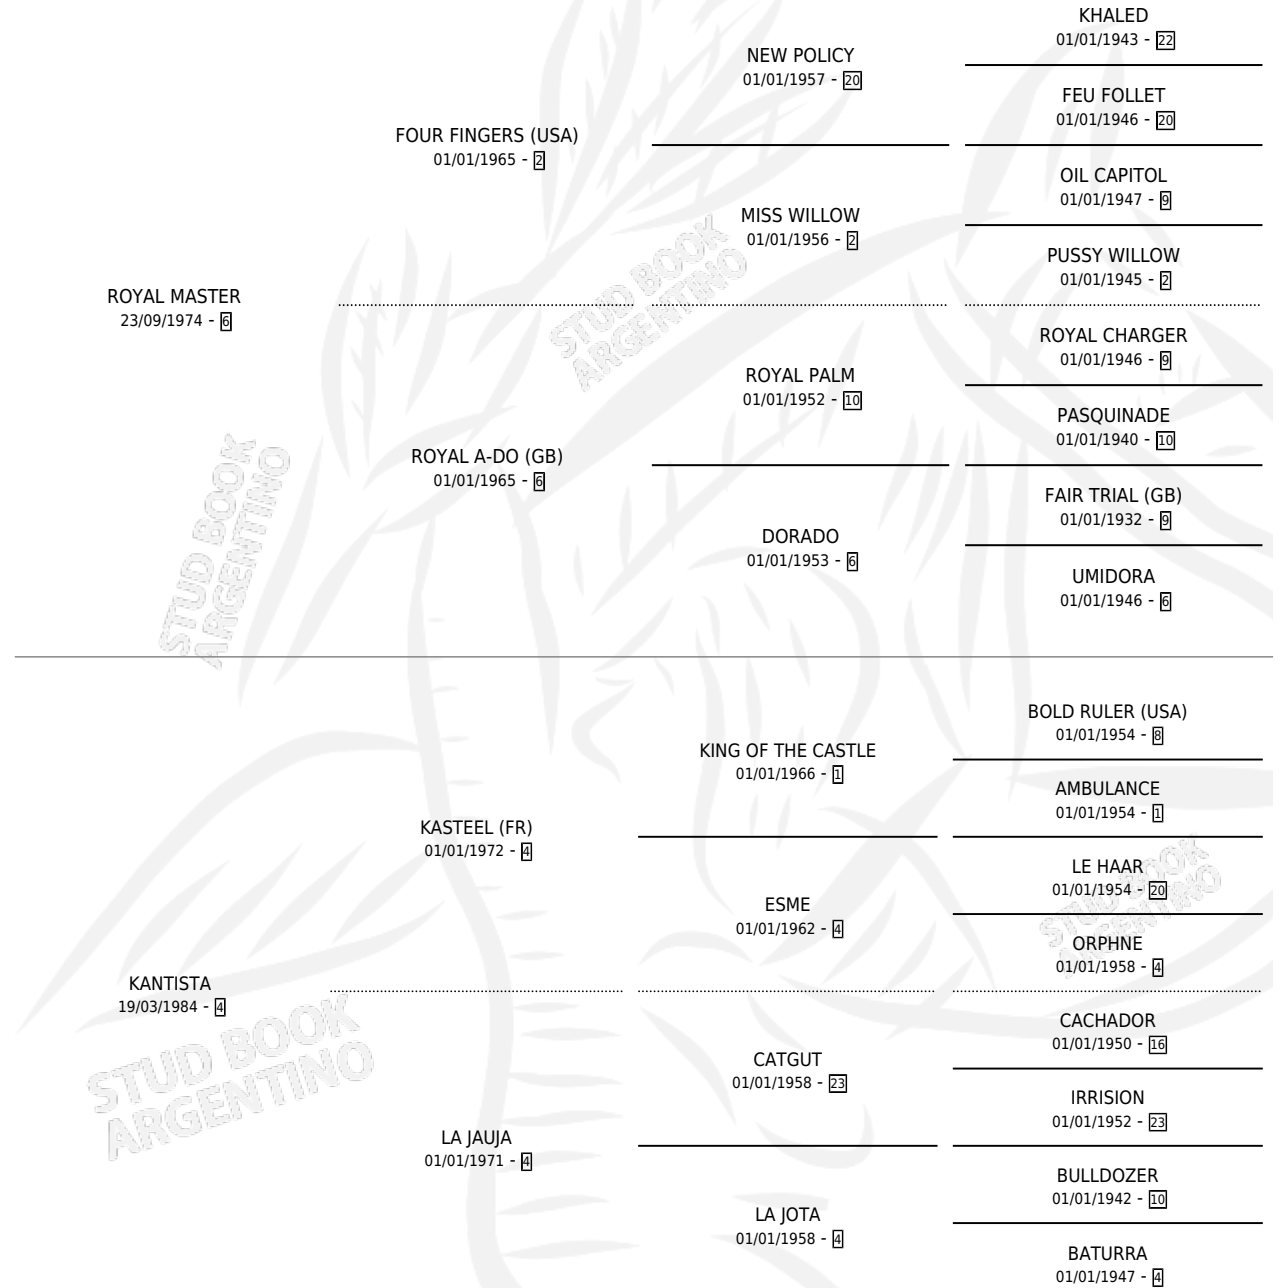 KHALED
01/01/1943 - 22
NEW POLICY
01/01/1957 - 20
FEU FOLLET
01/01/1946 - 20
FOUR FINGERS (USA)
01/01/1965 - 2
OIL CAPITOL
01/01/1947 - 9
MISS WILLOW
01/01/1956 - 2
PUSSY WILLOW
01/01/1945 - 2
ROYAL MASTER
23/09/1974 - 6
ROYAL CHARGER
01/01/1946 - 9
ROYAL PALM
01/01/1952 - 10
PASQUINADE
01/01/1940 - 10
ROYAL A-DO (GB)
01/01/1965 - 6
FAIR TRIAL (GB)
01/01/1932 - 9
DORADO
01/01/1953 - 6
UMIDORA
01/01/1946 - 6
BOLD RULER (USA)
01/01/1954 - 8
KING OF THE CASTLE
01/01/1966 - 1
AMBULANCE
01/01/1954 - 1
KASTEEL (FR)
01/01/1972 - 4
LE HAAR
01/01/1954 - 20
ESME
01/01/1962 - 4
ORPHNE
01/01/1958 - 4
KANTISTA
19/03/1984 - 4
CACHADOR
01/01/1950 - 16
CATGUT
01/01/1958 - 23
IRRISION
01/01/1952 - 23
LA JAUJA
01/01/1971 - 4
BULLDOZER
01/01/1942 - 10
LA JOTA
01/01/1958 - 4
BATURRA
01/01/1947 - 4
STUD BOOK
ARGENTINO
STUD BOOK
ARGENTINO
STUD BOOK
ARGENTINO
STUD BOOK
ARGENTINO